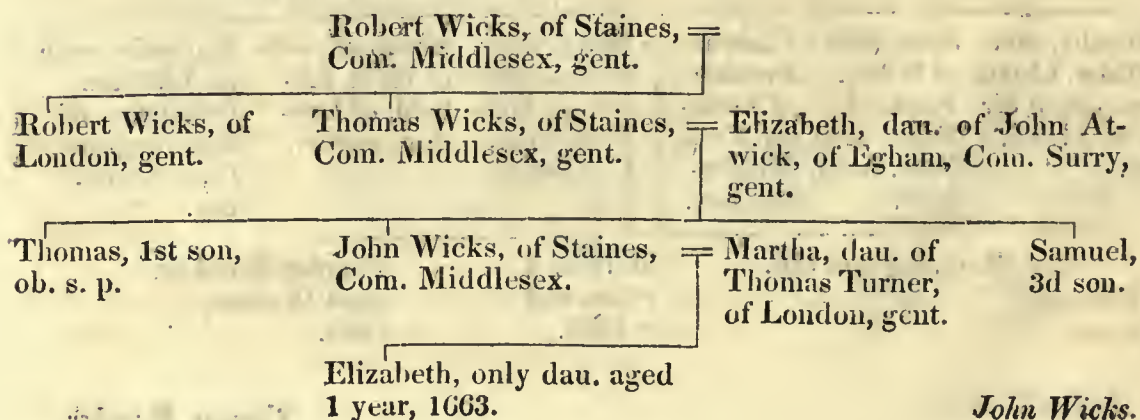 Robert Wicks, of Staines,
Com. Middlesex, gent.
Robert Wicks, of
London, gent.
Thomas Wicks, of Staines,
Com. Middlesex, gent.
Elizabeth, dau. of John At-
wick, of Egham, Com. Surry,
gent.
Thomas, 1st son,
ob. s. p.
John Wicks, of Staines,
Com. Middlesex.
Martha, dau. of
Thomas Turner,
of London, gent.
Samuel,
3d son.
Elizabeth, only dau. aged
1 year, 1663.
John Wicks.